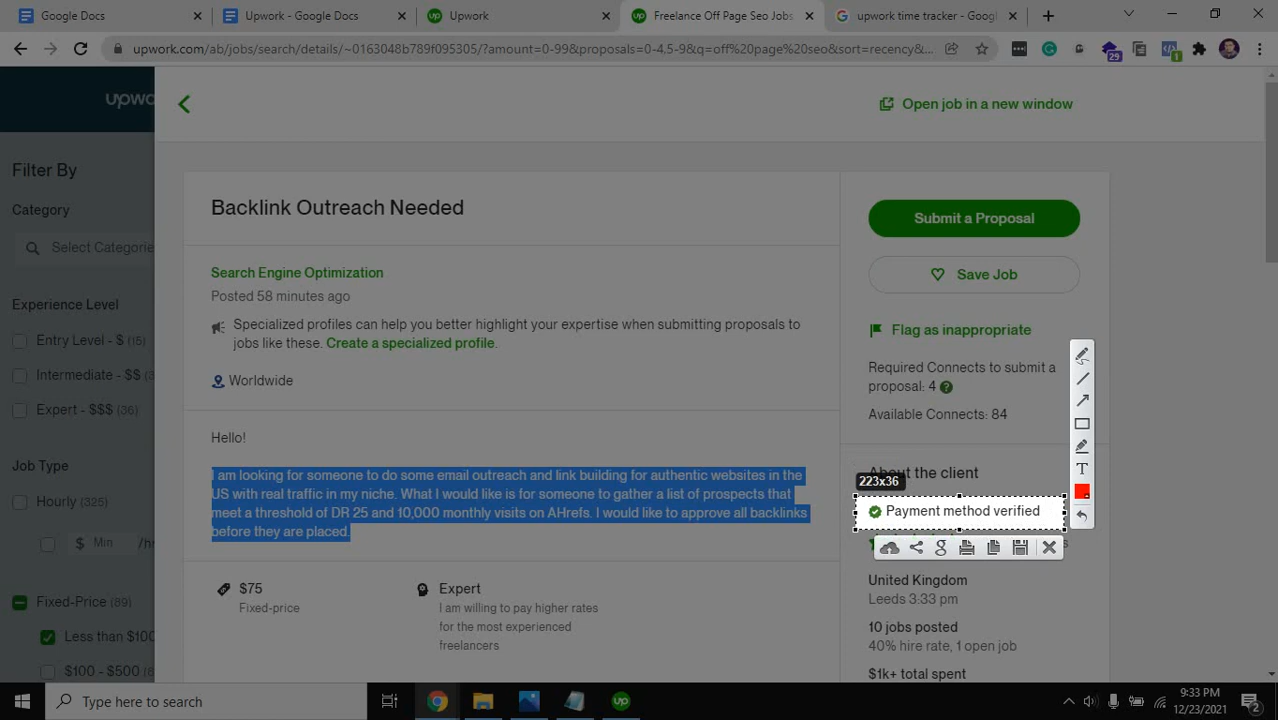 Google Docs
Upwork - Google Docs
Upwork
Freelance Off Page Seo Jobs
upwork time tracker - Googl
upwork.com/ab/jobs/search/details/~0163048b789f095305/?amount=0-99&proposals=0-4,5-9&q=off%20page%20seo&sort=recency&...
29
1
upwo
Open job in a new window
Filter By
Category
Select Categorie
Experience Level
Entry Level - $ (15)
Intermediate - $$ (
Expert - $$$ (36)
Job Type
Hourly (325)
$ Min /hr
Fixed-Price (89)
Less than $100
$100 - $500 (
Backlink Outreach Needed
Search Engine Optimization
Posted 58 minutes ago
Specialized profiles can help you better highlight your expertise when submitting proposals to
jobs like these. Create a specialized profile.
Worldwide
Hello!
I am looking for someone to do some email outreach and link building for authentic websites in the
US with real traffic in my niche. What I would like is for someone to gather a list of prospects that
meet a threshold of DR 25 and 10,000 monthly visits on AHrefs. I would like to approve all backlinks
before they are placed.
$75
Fixed-price
Expert
I am willing to pay higher rates
for the most experienced
freelancers
Submit a Proposal
Save Job
Flag as inappropriate
Required Connects to submit a
proposal: 4 ?
Available Connects: 84
About the client
223x36
Payment method verified
United Kingdom
Leeds 3:33 pm
10 jobs posted
40% hire rate, 1 open job
$1k+ total spent
T
g
Type here to search
9:33 PM
12/23/2021
2